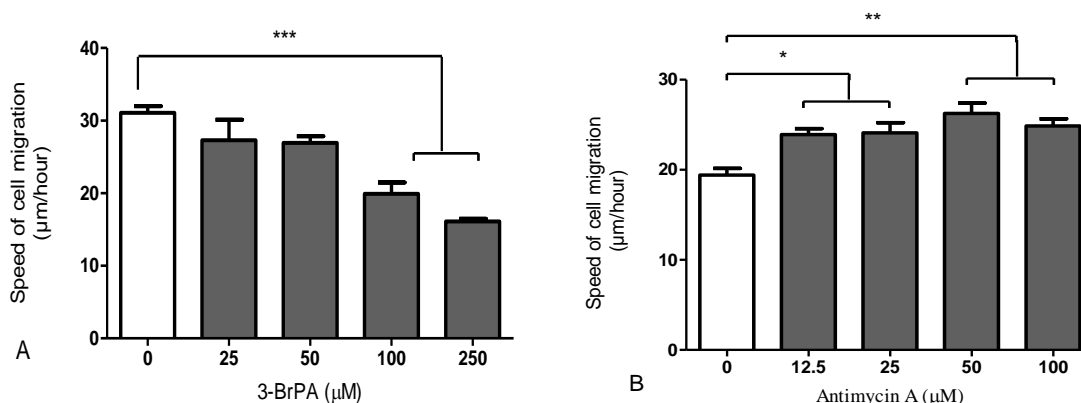 ***
40
30
20
10
0
Speed of cell migration
(μm/hour)
0 25 50 100 250
3-BrPA (μM)
A
**
*
30
20
10
0
Speed of cell migration
(μm/hour)
0 12.5 25 50 100
Antimycin A (μM)
B